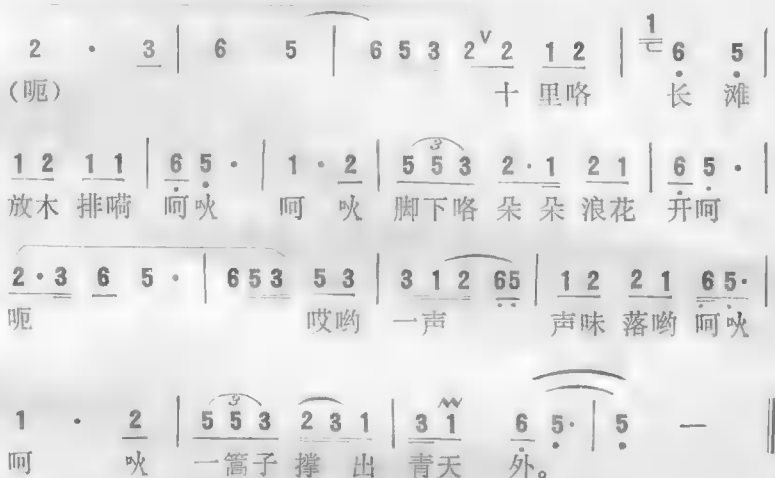 2 · 3 | 6 5 | 6 5 3 2 V 2 1 2 | 1 6 5 |
(呃) 十 里咯 长 滩
1 2 1 1 | 6 5 · | 1 · 2 | 5 5 3 2 · 1 2 1 | 6 5 · |
放木 排嗬 呵吙 呵 吙 脚下咯 朵 朵 浪花 开呵
2 · 3 6 5 · | 6 5 3 5 3 | 3 1 2 6 5 | 1 2 2 1 6 5 · |
呃 哎哟 一声 声味 落哟 呵吙
1 · 2 | 5 5 3 2 3 1 | 3 1 6 5 · | 5 — ‖
呵 吙 一篙子 撑 出 青天 外。